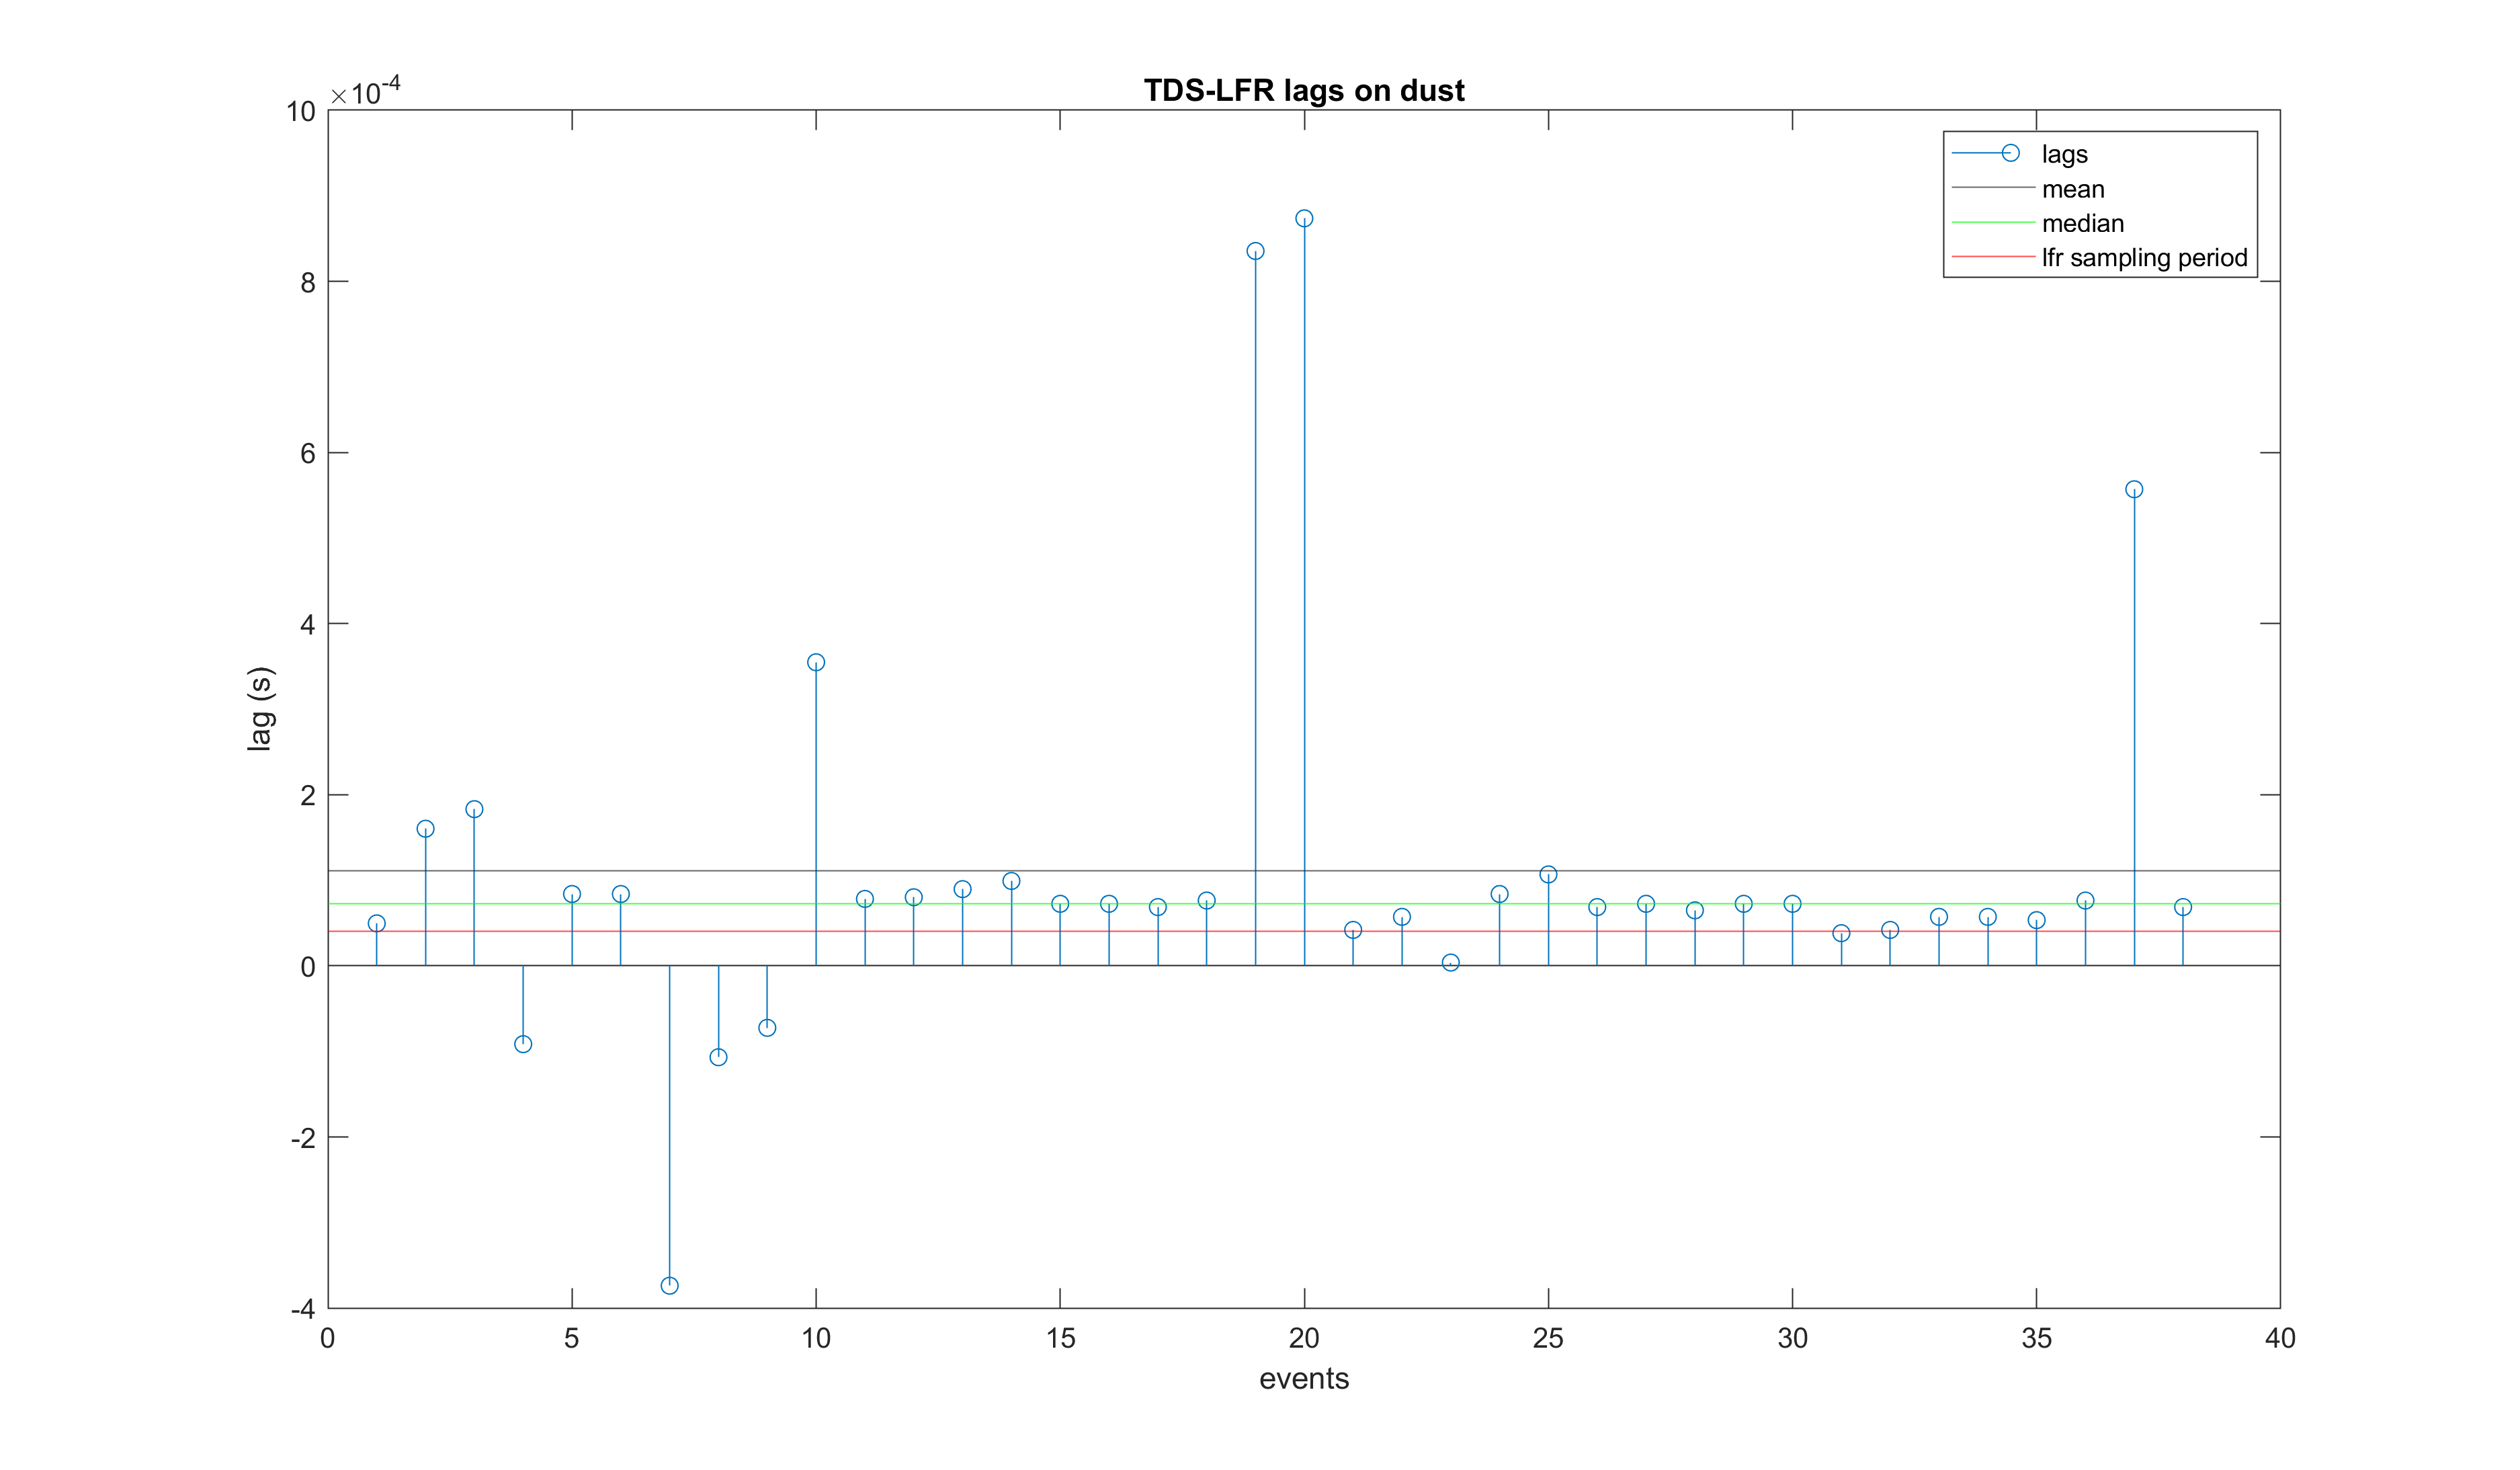 TDS-LFR lags on dust
×10^-4
10
8
6
4
2
0
-2
-4
lag (s)
0 5 10 15 20 25 30 35 40
events
lags
mean
median
lfr sampling period